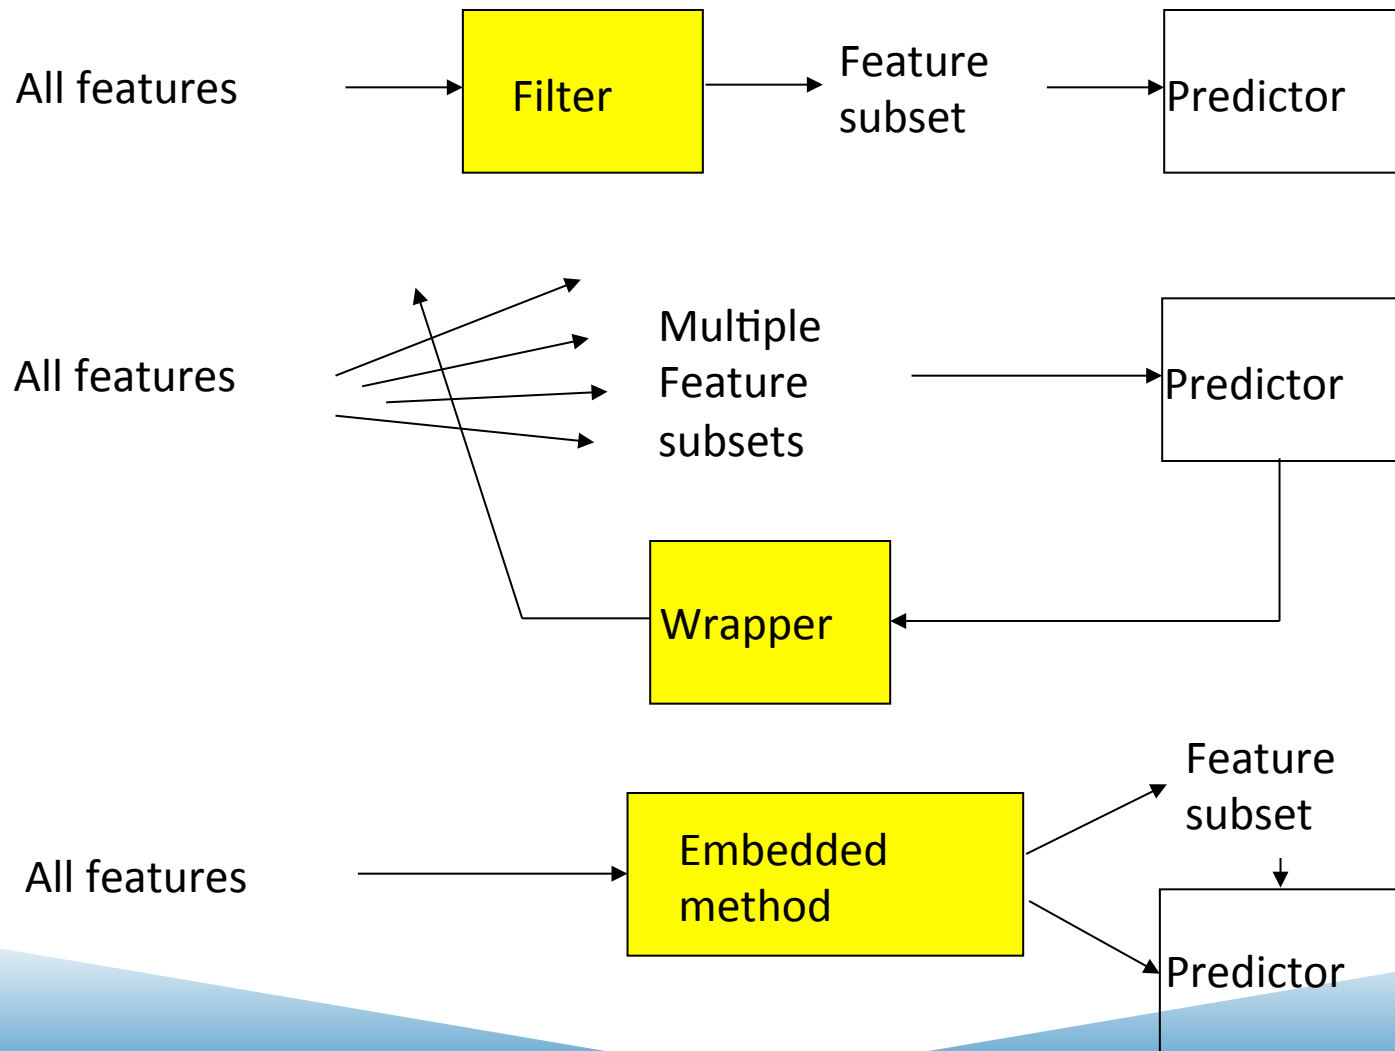 All features
Filter
Feature
subset
Predictor
All features
Multiple
Feature
subsets
Predictor
Wrapper
All features
Embedded
method
Feature
subset
Predictor